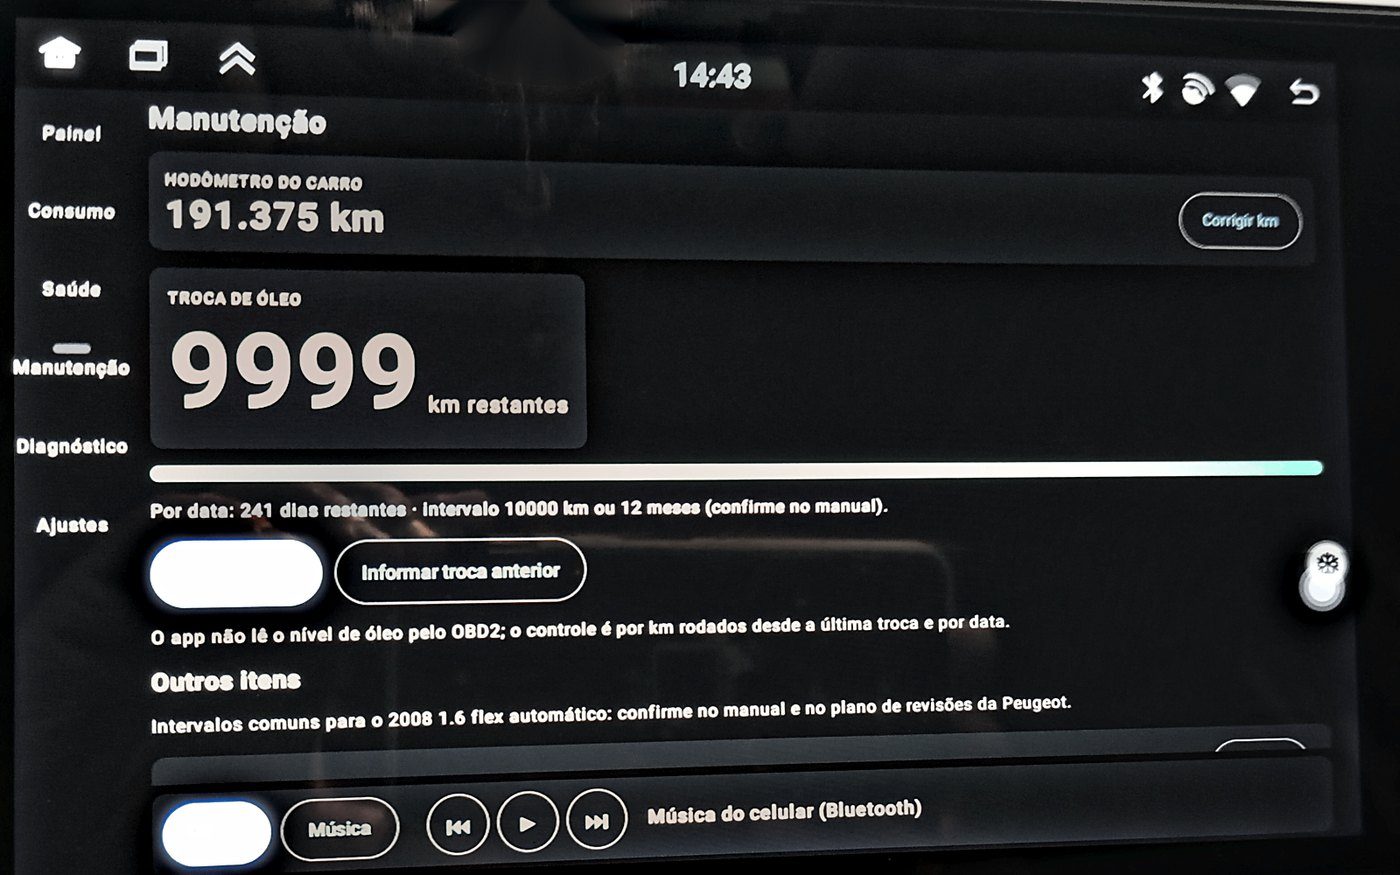 14:43
Painel
Consumo
Saúde
Manutenção
Diagnóstico
Ajustes
Manutenção
HODÔMETRO DO CARRO
191.375 km
Corrigir km
TROCA DE ÓLEO
9999 km restantes
Por data: 241 dias restantes · Intervalo 10000 km ou 12 meses (confirme no manual).
Informar troca anterior
O app não lê o nível de óleo pelo OBD2; o controle é por km rodados desde a última troca e por data.
Outros itens
Intervalos comuns para o 2008 1.6 flex automático: confirme no manual e no plano de revisões da Peugeot.
Música
Música do celular (Bluetooth)